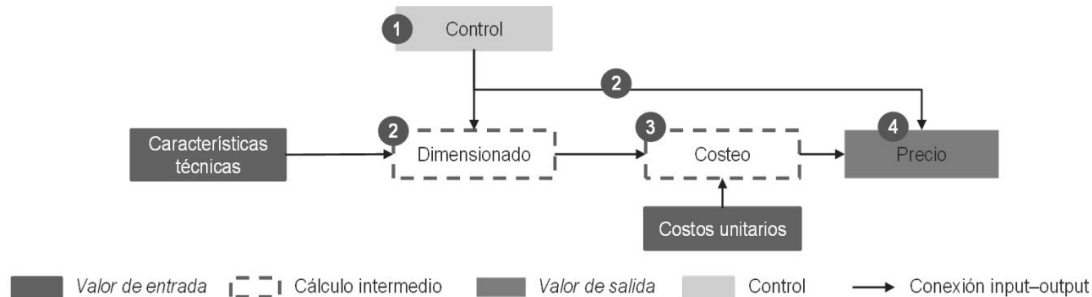 1
Control
2
Características
técnicas
2
Dimensionado
3
Costeo
4
Precio
Costos unitarios
Valor de entrada
Cálculo intermedio
Valor de salida
Control
Conexión input–output